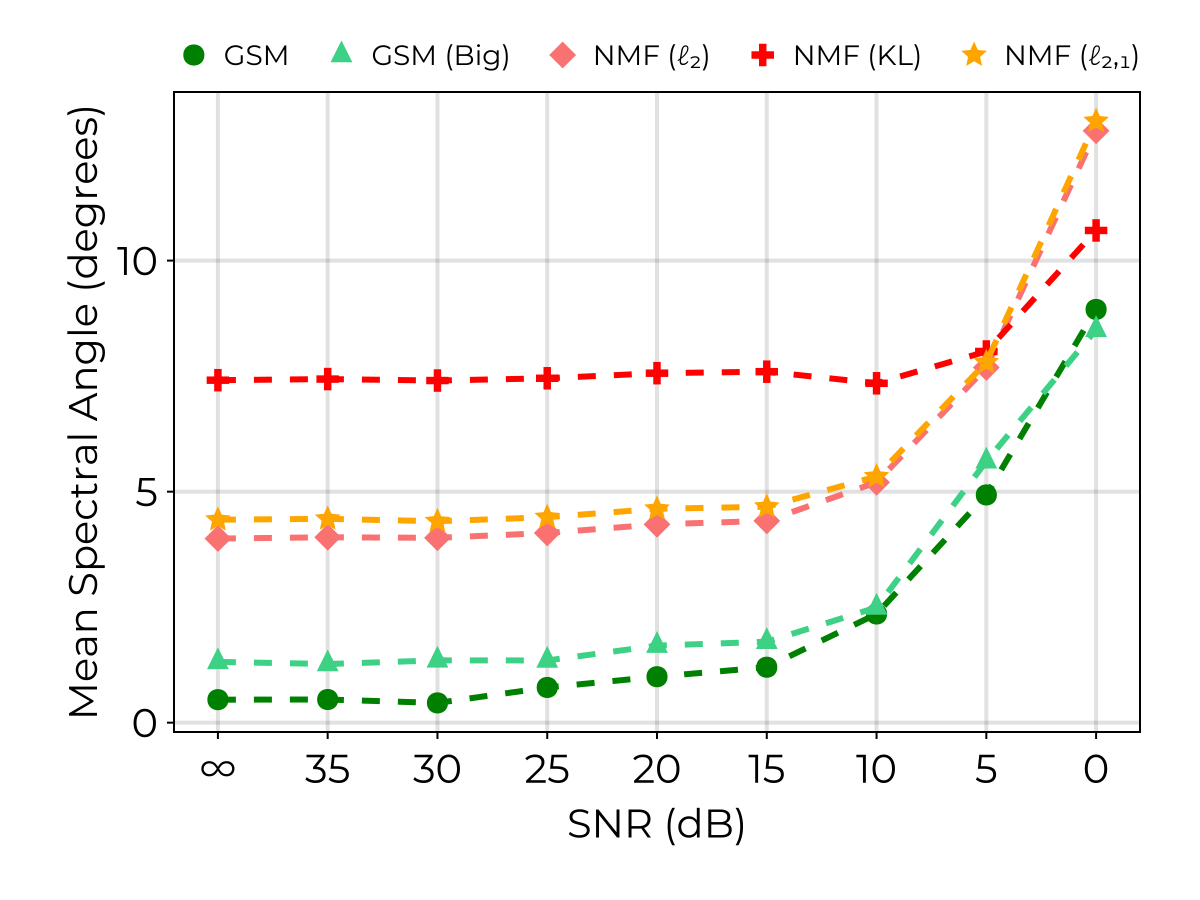 GSM GSM (Big) NMF (ℓ₂) NMF (KL) NMF (ℓ₂,₁)
Mean Spectral Angle (degrees)
10
5
0
∞ 35 30 25 20 15 10 5 0
SNR (dB)